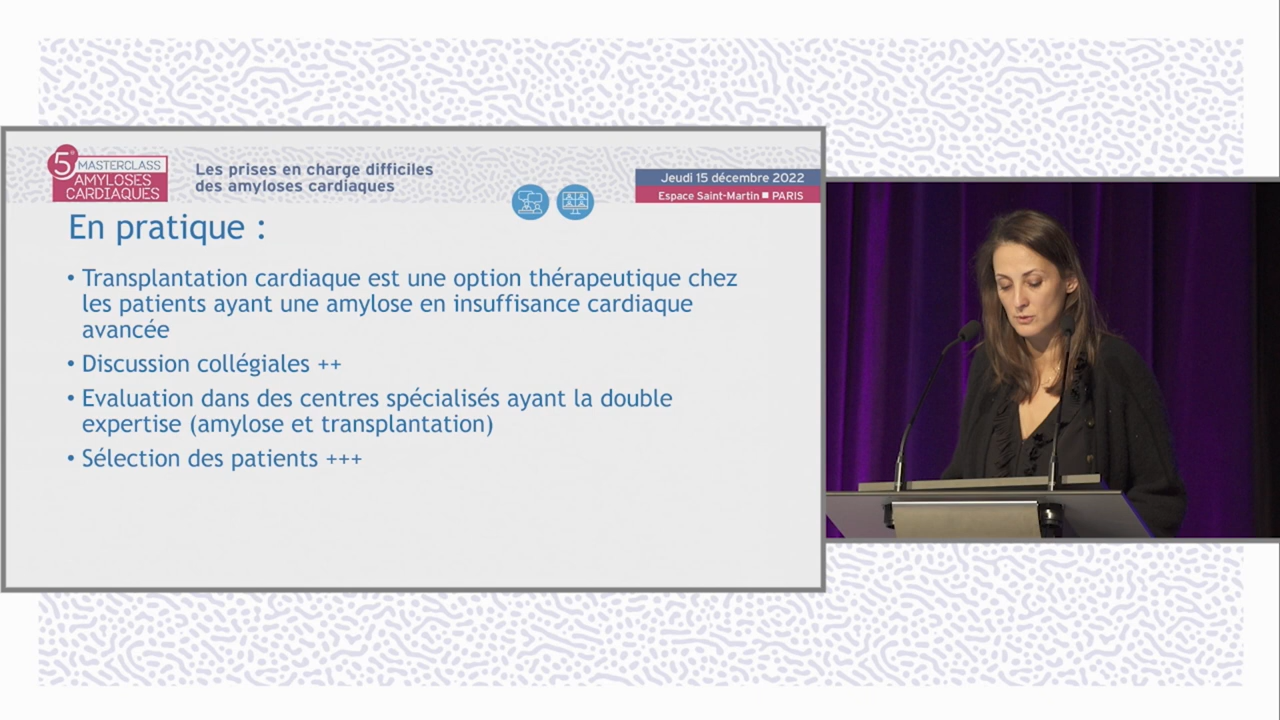 5e
MASTERCLASS
AMYLOSES
CARDIAQUES
Les prises en charge difficiles
des amyloses cardiaques
Jeudi 15 décembre 2022
Espace Saint-Martin ■ PARIS
En pratique :
• Transplantation cardiaque est une option thérapeutique chez
les patients ayant une amylose en insuffisance cardiaque
avancée
• Discussion collégiales ++
• Evaluation dans des centres spécialisés ayant la double
expertise (amylose et transplantation)
• Sélection des patients +++